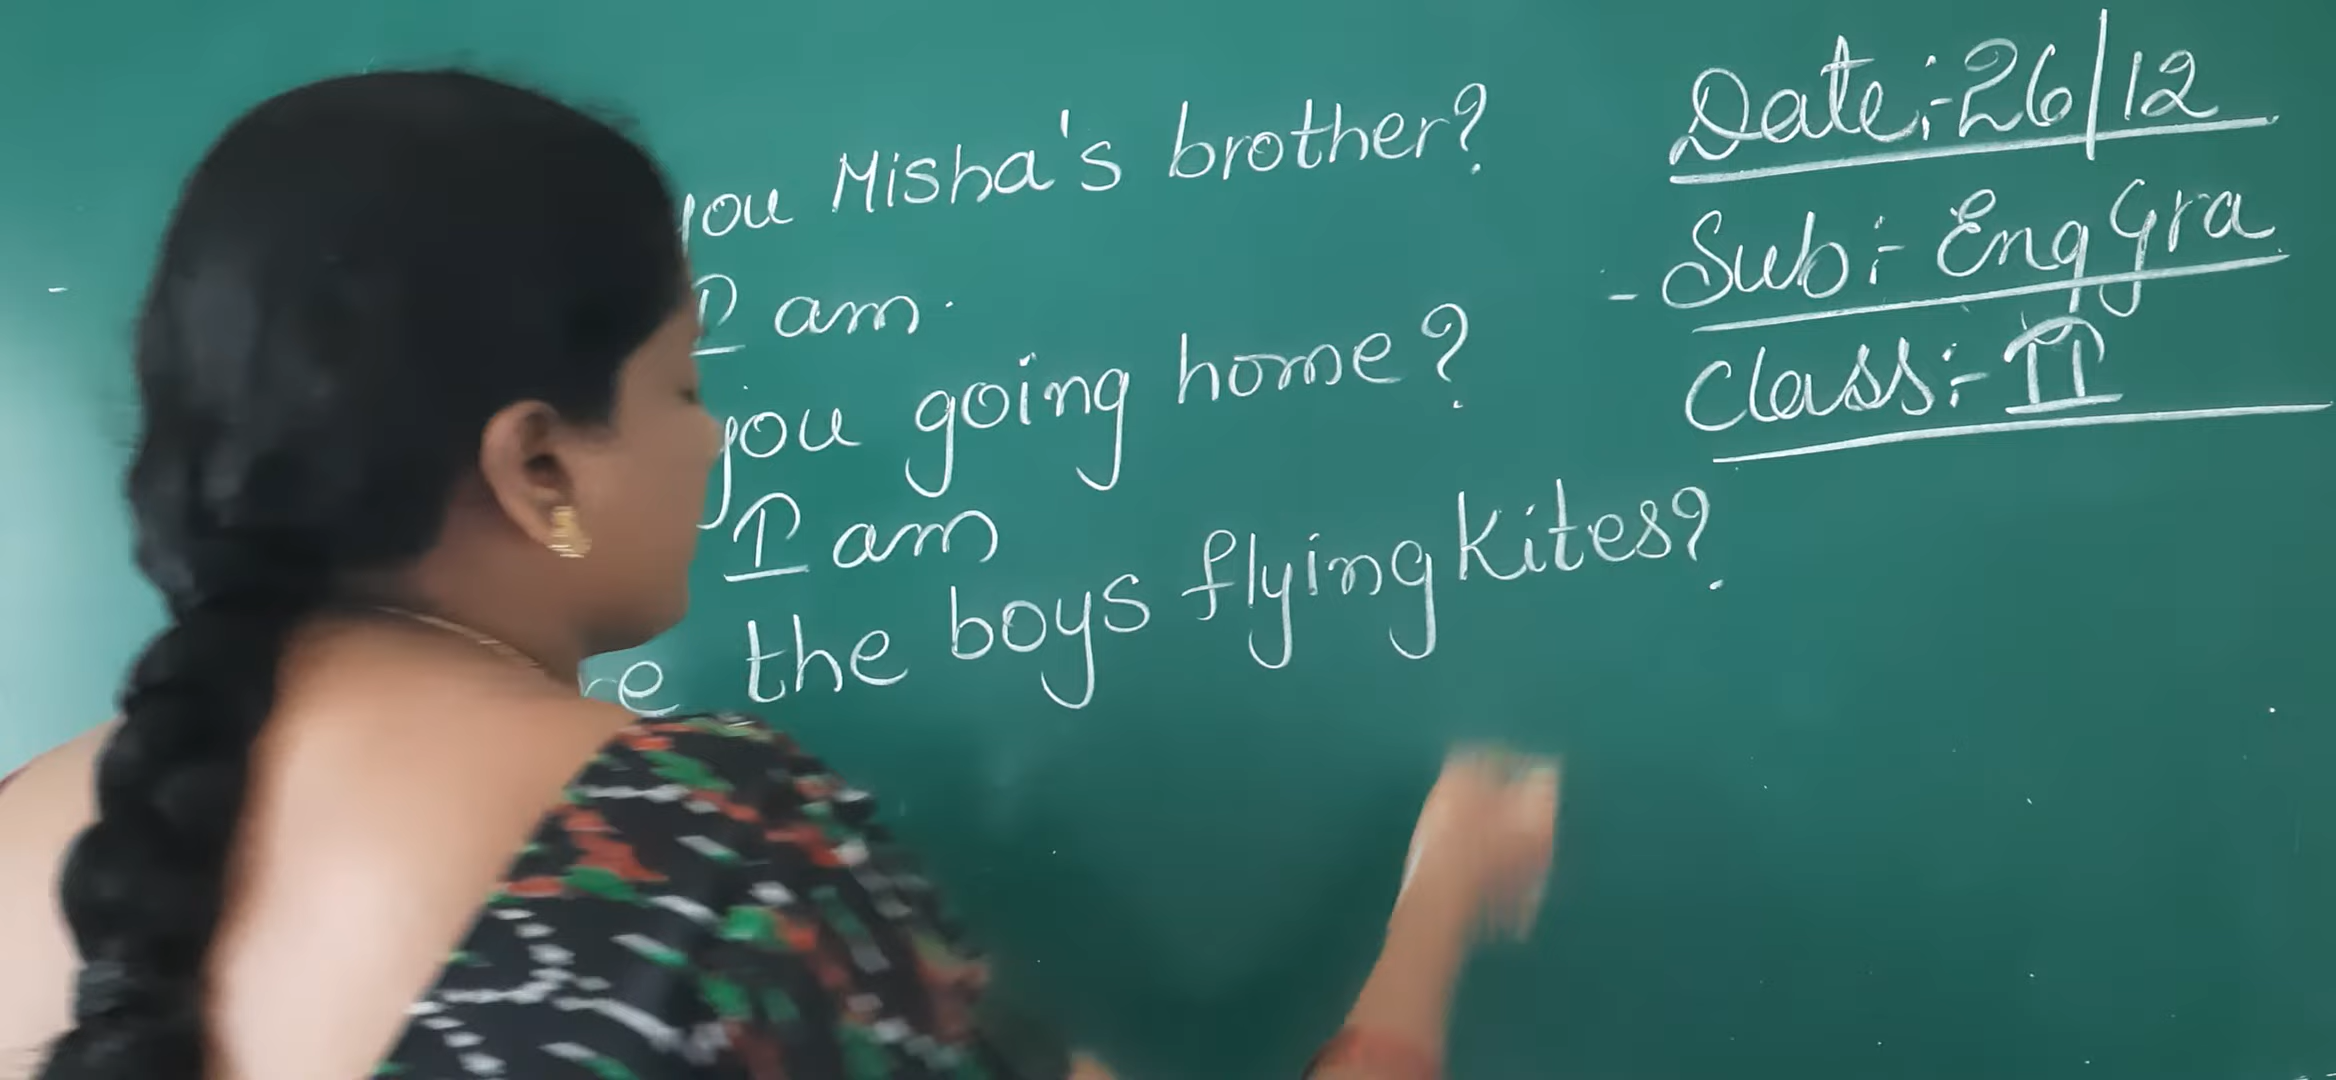 you Misha's brother?
I am.
you going home?
I am
the boys flying kites?
Date:-26/12
Sub:- Eng Gra
Class:- II